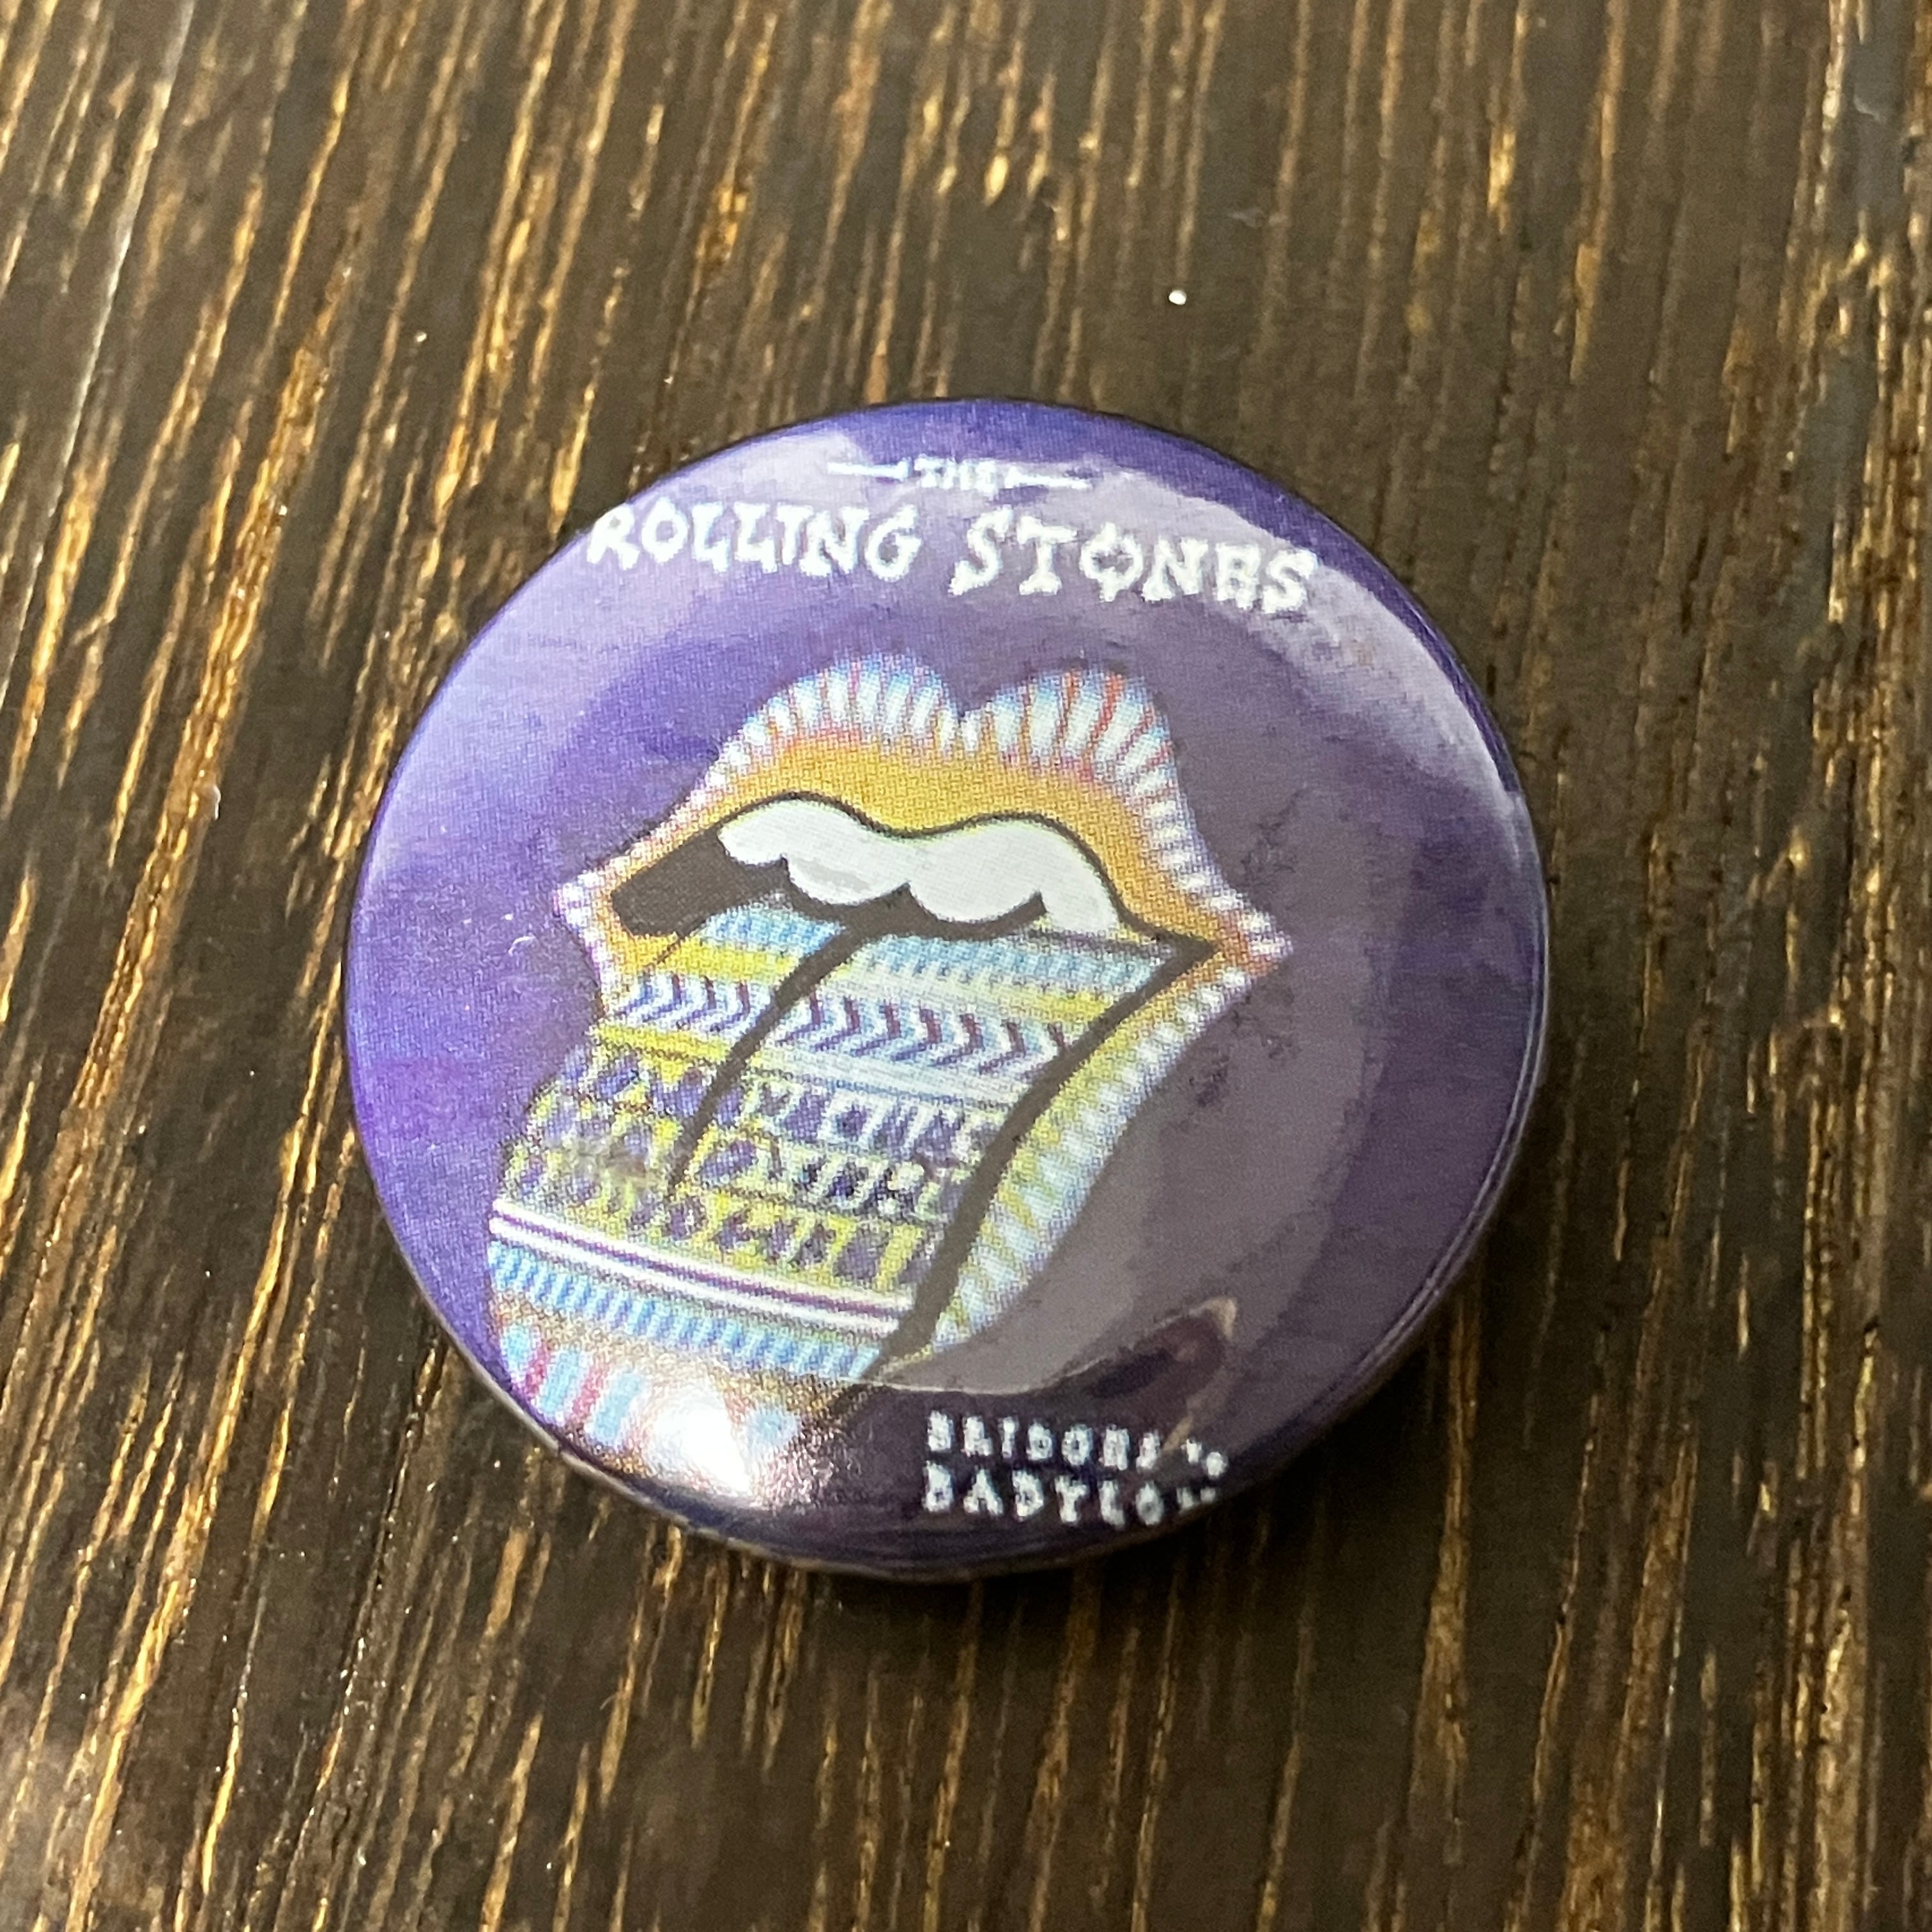 THE
ROLLING STONES
BRIDGES TO
BABYLON